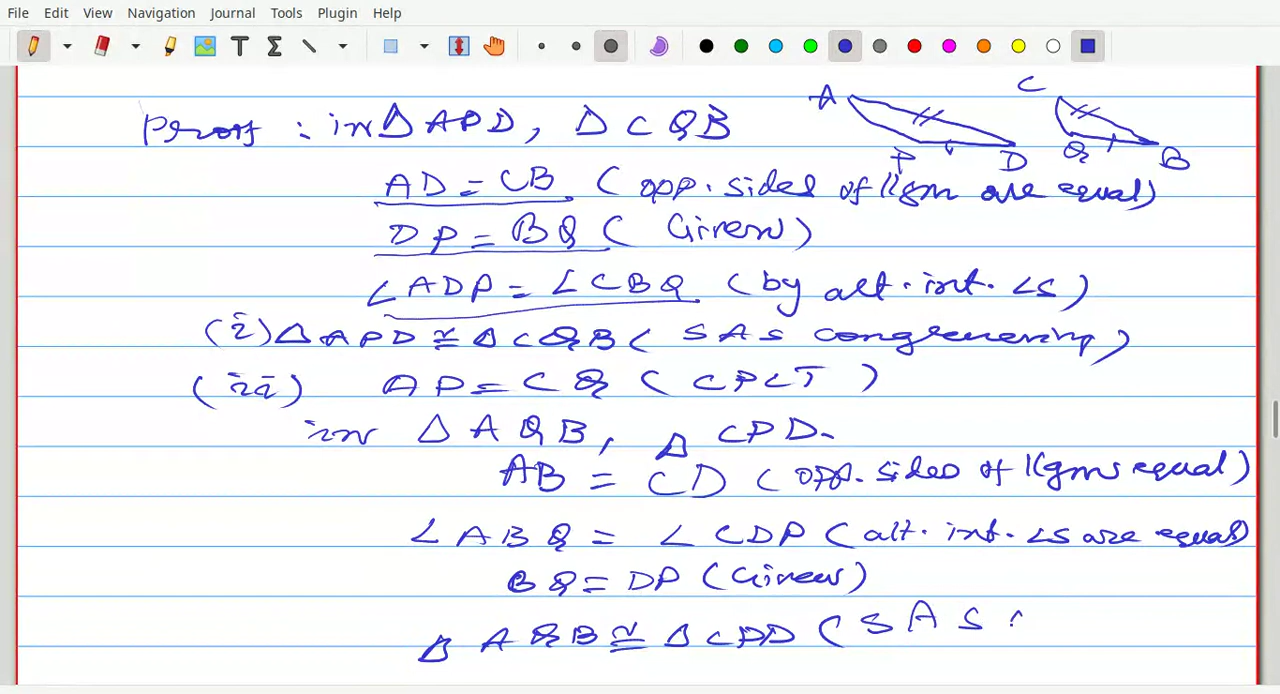 File Edit View Navigation Journal Tools Plugin Help
A C
P D Q B
Proof : in Δ APD, Δ CQB
AD = CB ( opp. sides of ||gm are equal)
DP = BQ ( Given )
∠ADP = ∠CBQ (by alt. int. ∠s )
(i) Δ APD ≅ Δ CQB ( SAS congruency )
(ii) AP = CQ ( CPCT )
in Δ AQB, Δ CPD.
AB = CD ( opp. sides of ||gms equal )
∠ABQ = ∠CDP ( alt. int. ∠s are equal)
BQ = DP (Given )
Δ AQB ≅ Δ CPD ( SAS